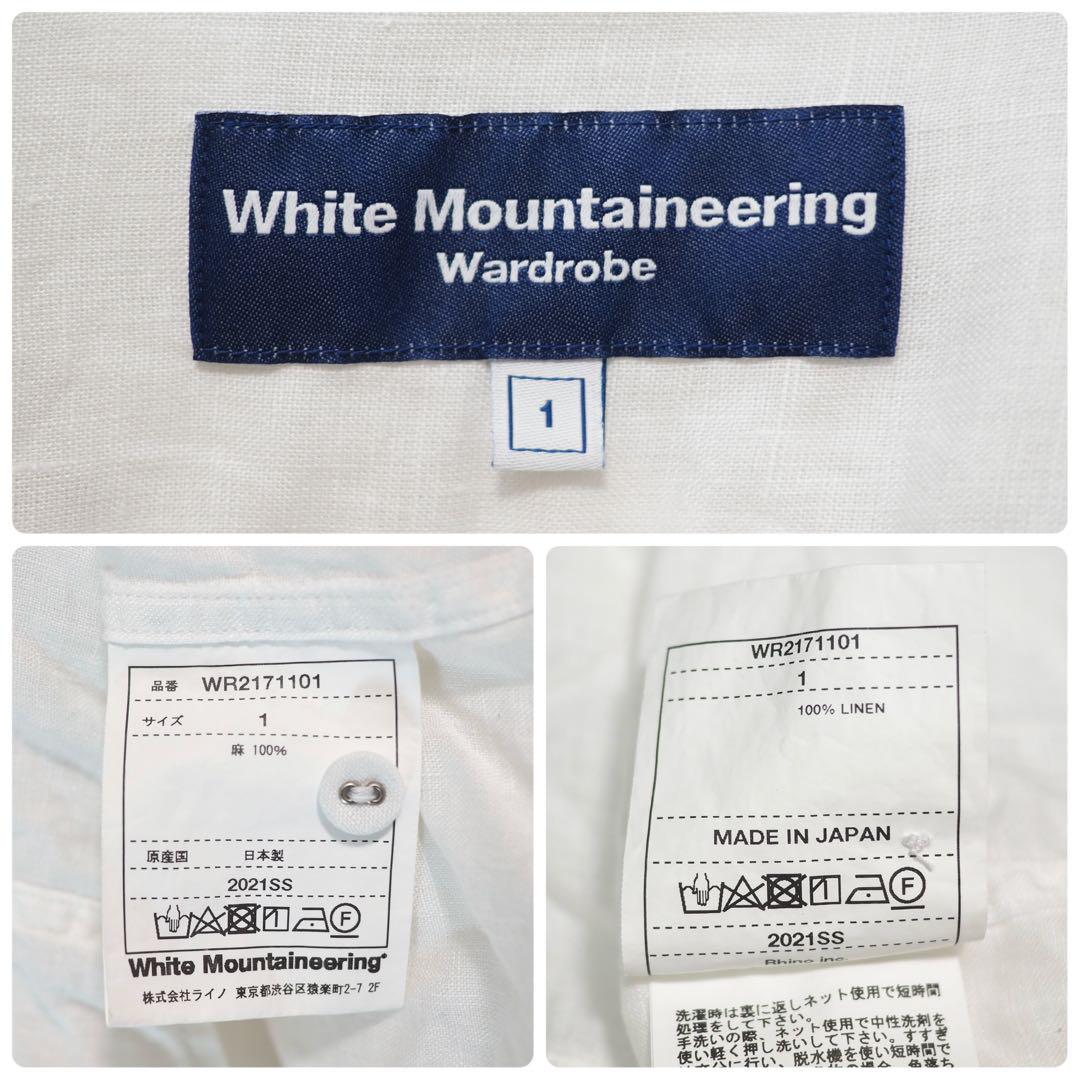 White Mountaineering
Wardrobe
1
品番 WR2171101
サイズ 1
麻 100%
原産国 日本製
2021SS
F
White Mountaineering
株式会社ライノ 東京都渋谷区猿楽町2-7 2F
WR2171101
1
100% LINEN
MADE IN JAPAN
F
2021SS
Rhino inc.
洗濯時は裏に返しネット使用で短時間
処理をして下さい。
手洗いの際、ネット使用で中性洗剤を
使い軽く押し洗いして下さい。すすぎ
は充分に行い、脱水機を使い短時間で